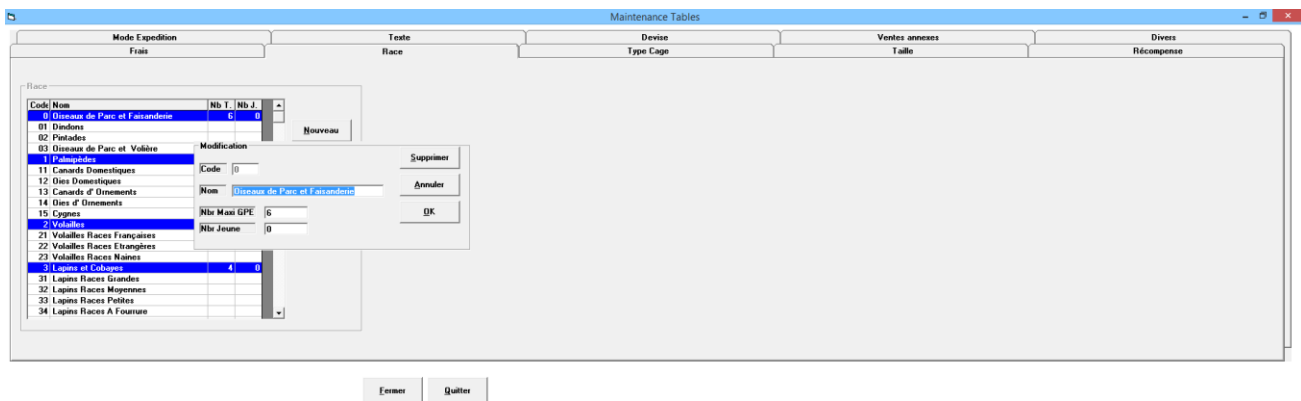 Maintenance Tables
Mode Expedition Texte Devise Ventes annexes Divers
Frais Race Type Cage Taille Récompense
Race
Code Nom Nb T. Nb J.
0 Oiseaux de Parc et Faisanderie 6 0
01 Dindons
Nouveau
02 Pintades
03 Oiseaux de Parc et Volière
Modification
1 Palmipèdes
Supprimer
11 Canards Domestiques
Code 0
12 Oies Domestiques
Annuler
13 Canards d' Ornements
Nom Oiseaux de Parc et Faisanderie
14 Oies d' Ornements
15 Cygnes
Nbr Maxi GPE 6
OK
2 Volailles
21 Volailles Races Françaises
Nbr Jeune 0
22 Volailles Races Etrangères
23 Volailles Races Naines
3 Lapins et Cobayes 4 0
31 Lapins Races Grandes
32 Lapins Races Moyennes
33 Lapins Races Petites
34 Lapins Races A Fourrure
Fermer Quitter